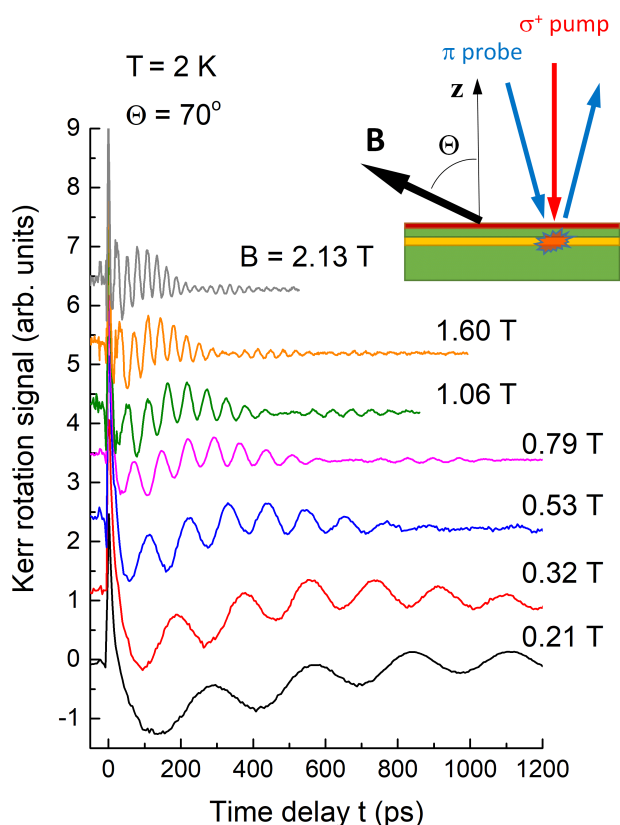 σ⁺ pump
π probe
T = 2 K
Θ = 70°
z
Θ
B
9
8
7
6
5
4
3
2
1
0
-1
B = 2.13 T
1.60 T
1.06 T
0.79 T
0.53 T
0.32 T
0.21 T
Kerr rotation signal (arb. units)
0 200 400 600 800 1000 1200
Time delay t (ps)